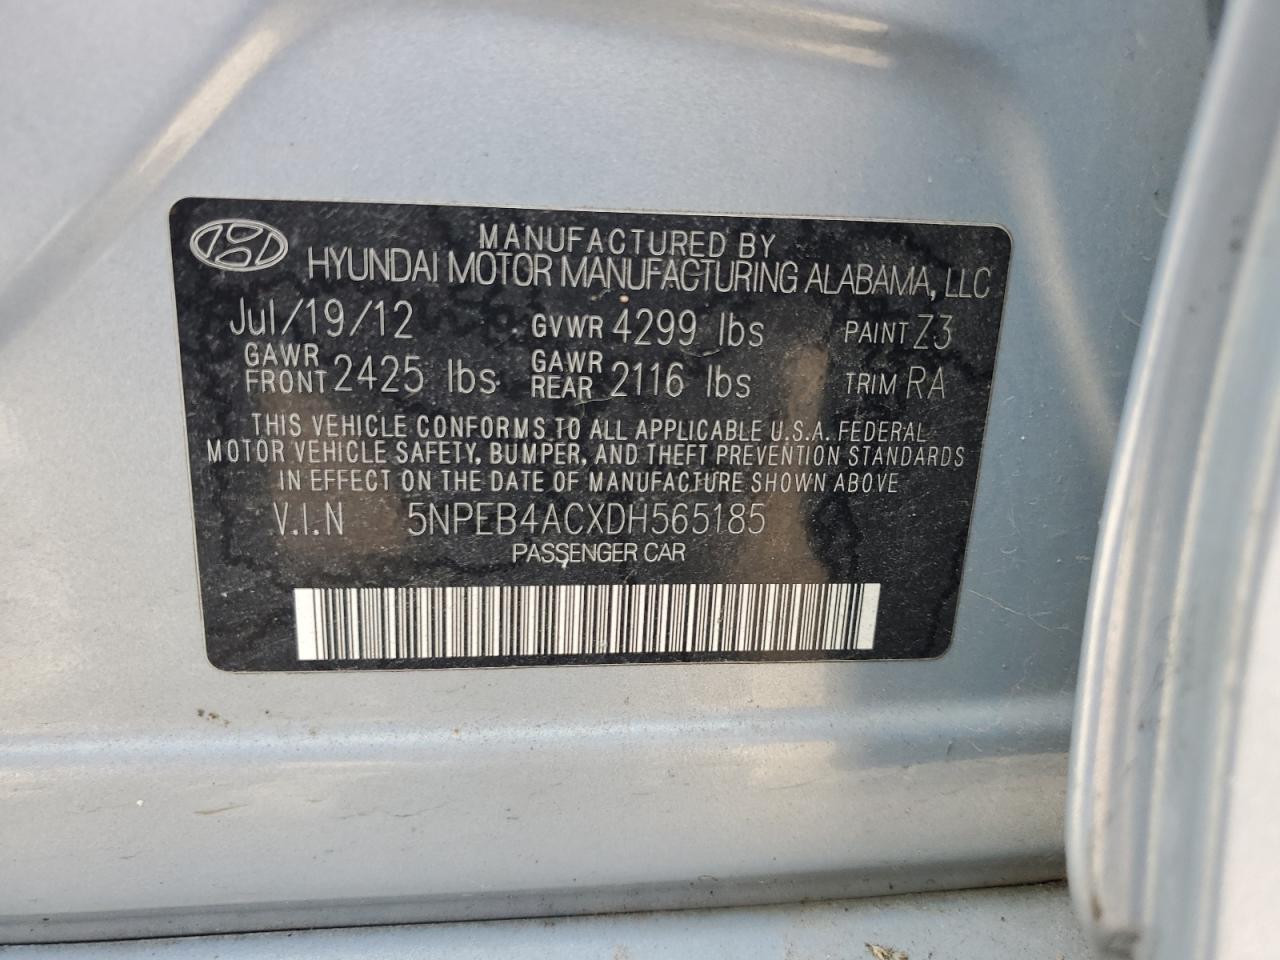 MANUFACTURED BY
HYUNDAI MOTOR MANUFACTURING ALABAMA, LLC
Jul/19/12 GVWR 4299 lbs PAINT Z3
GAWR FRONT 2425 lbs GAWR REAR 2116 lbs TRIM RA
THIS VEHICLE CONFORMS TO ALL APPLICABLE U.S.A. FEDERAL
MOTOR VEHICLE SAFETY, BUMPER, AND THEFT PREVENTION STANDARDS
IN EFFECT ON THE DATE OF MANUFACTURE SHOWN ABOVE
V.I.N 5NPEB4ACXDH565185
PASSENGER CAR